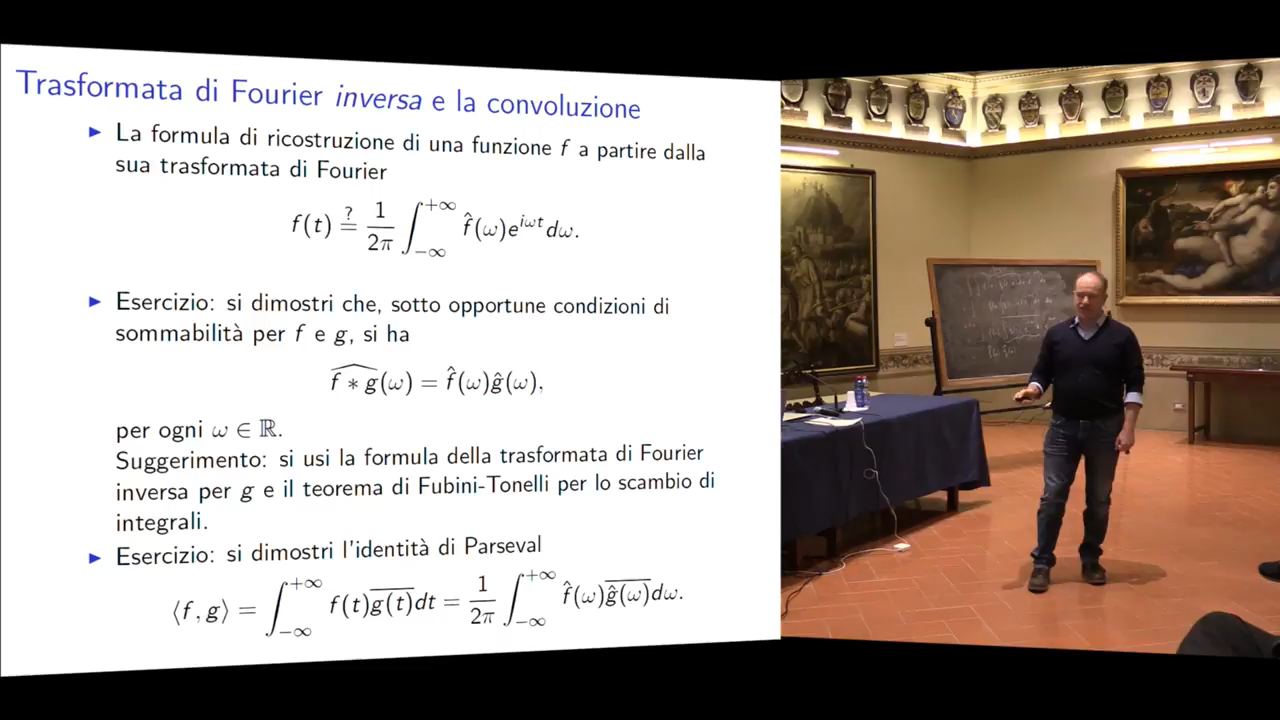 Trasformata di Fourier inversa e la convoluzione
▶ La formula di ricostruzione di una funzione f a partire dalla
sua trasformata di Fourier
f(t) ≟ 1/2π ∫_{−∞}^{+∞} f̂(ω)e^{iωt}dω.
▶ Esercizio: si dimostri che, sotto opportune condizioni di
sommabilità per f e g, si ha
\widehat{f ∗ g}(ω) = f̂(ω)ĝ(ω),
per ogni ω ∈ ℝ.
Suggerimento: si usi la formula della trasformata di Fourier
inversa per g e il teorema di Fubini-Tonelli per lo scambio di
integrali.
▶ Esercizio: si dimostri l'identità di Parseval
⟨f, g⟩ = ∫_{−∞}^{+∞} f(t)\overline{g(t)}dt = 1/2π ∫_{−∞}^{+∞} f̂(ω)\overline{ĝ(ω)}dω.